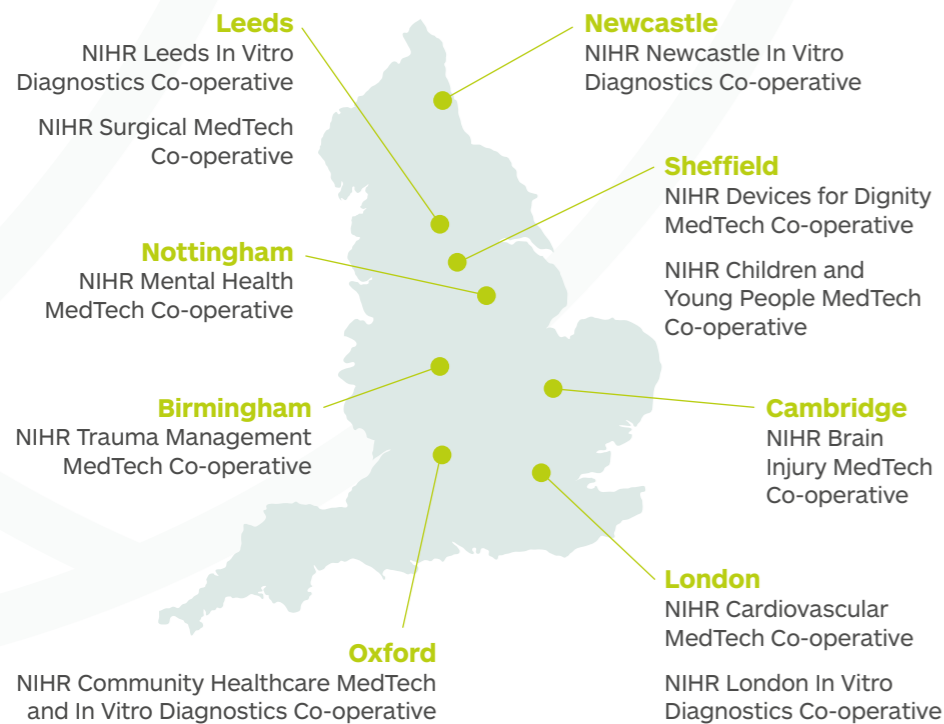 Leeds
NIHR Leeds In Vitro
Diagnostics Co-operative
NIHR Surgical MedTech
Co-operative
Newcastle
NIHR Newcastle In Vitro
Diagnostics Co-operative
Sheffield
NIHR Devices for Dignity
MedTech Co-operative
NIHR Children and
Young People MedTech
Co-operative
Nottingham
NIHR Mental Health
MedTech Co-operative
Birmingham
NIHR Trauma Management
MedTech Co-operative
Cambridge
NIHR Brain
Injury MedTech
Co-operative
London
NIHR Cardiovascular
MedTech Co-operative
NIHR London In Vitro
Diagnostics Co-operative
Oxford
NIHR Community Healthcare MedTech
and In Vitro Diagnostics Co-operative